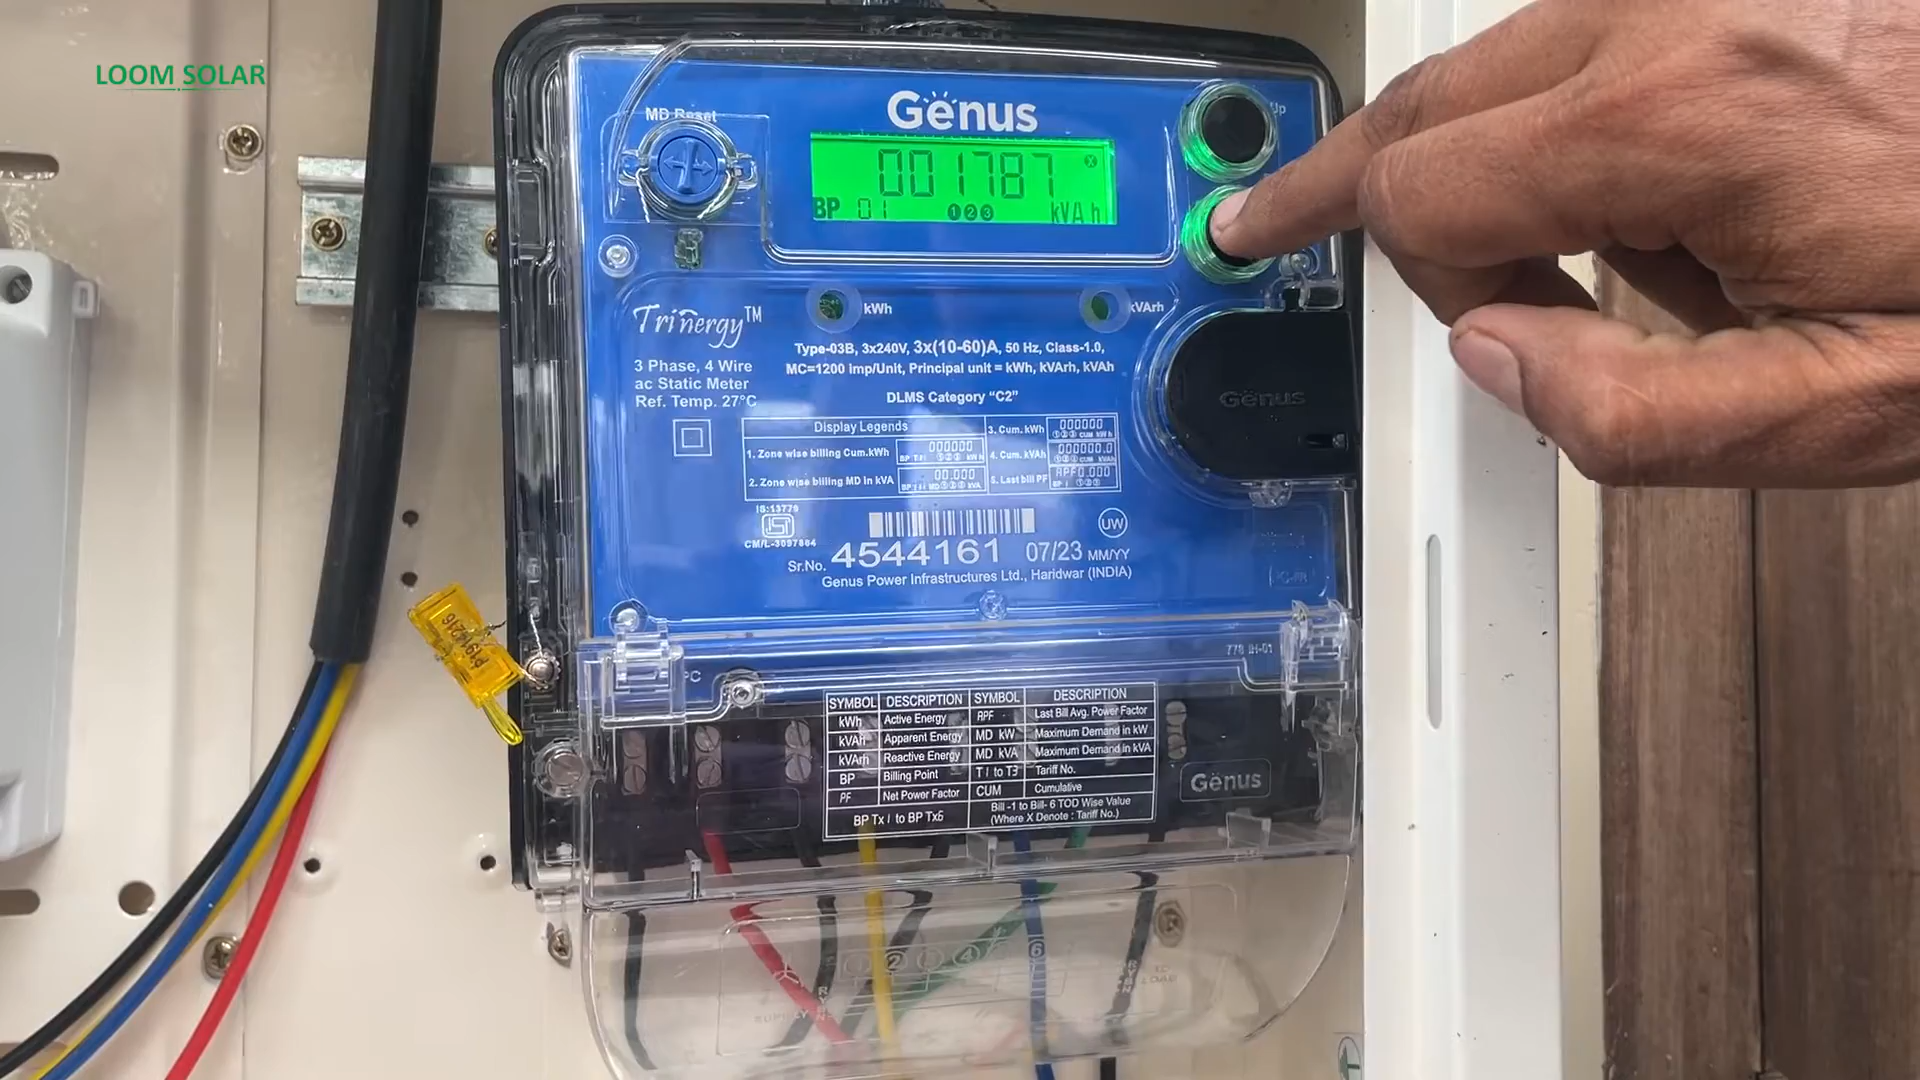 LOOM SOLAR
MD Reset
Genus
Up
001787
BP 01 123 kVAh
kWh
kVArh
Trinergy™
3 Phase, 4 Wire
ac Static Meter
Ref. Temp. 27°C
Type-03B, 3x240V, 3x(10-60)A, 50 Hz, Class-1.0,
MC=1200 imp/Unit, Principal unit = kWh, kVArh, kVAh
DLMS Category "C2"
Genus
Display Legends
1. Zone wise billing Cum.kWh
2. Zone wise billing MD in kVA
3. Cum. kWh
4. Cum. kVAh
5. Last bill PF
IS:13779
CM/L-3097864
UW
Sr.No. 4544161 07/23 MM/YY
Genus Power Infrastructures Ltd., Haridwar (INDIA)
SYMBOL DESCRIPTION SYMBOL DESCRIPTION
kWh Active Energy APF Last Bill Avg. Power Factor
kVAh Apparent Energy MD kW Maximum Demand in kW
kVArh Reactive Energy MD kVA Maximum Demand in kVA
BP Billing Point T1 to T3 Tariff No.
PF Net Power Factor CUM Cumulative
BP Tx1 to BP Tx6 Bill -1 to Bill- 6 TOD Wise Value
(Where X Denote : Tariff No.)
Genus